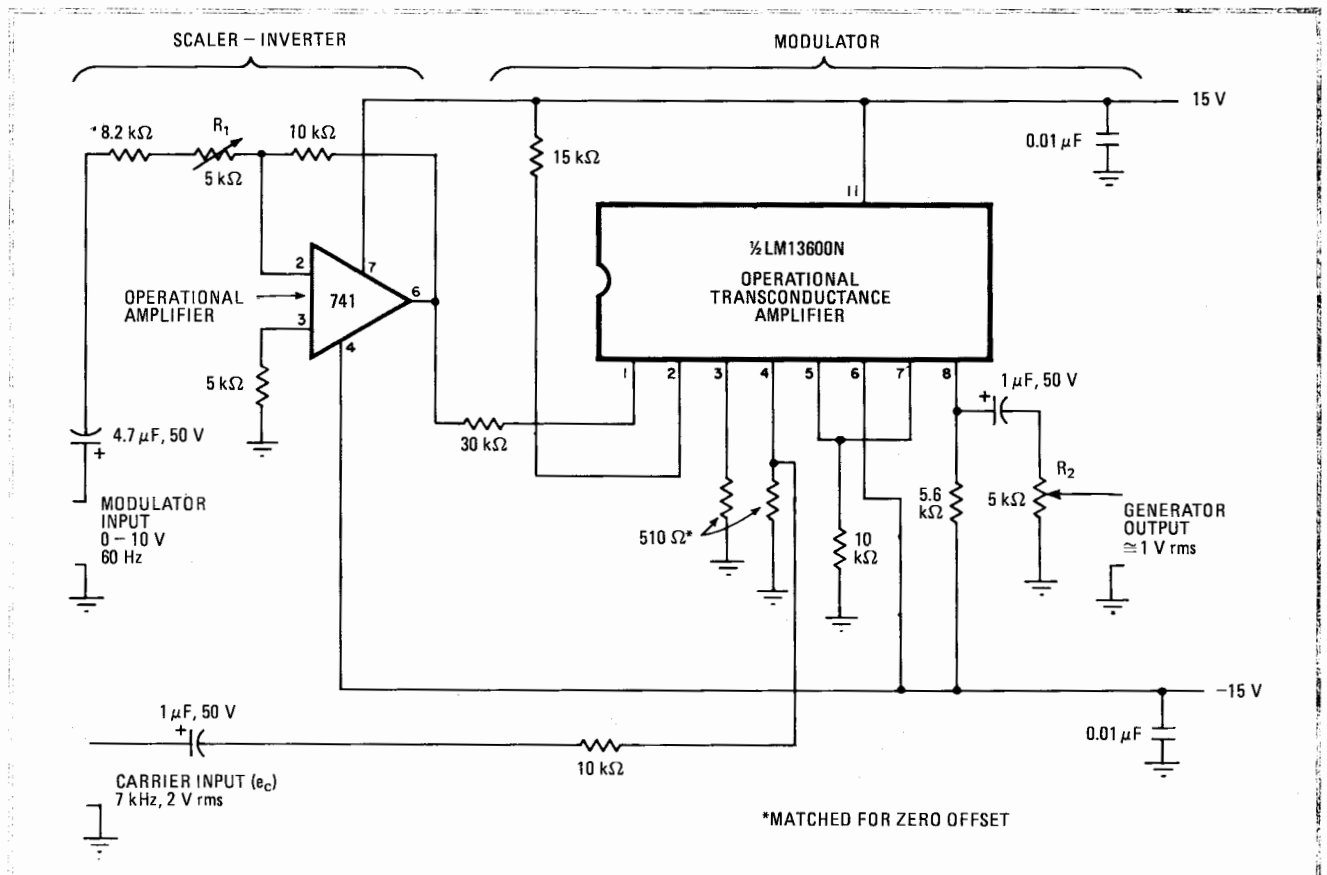 SCALER – INVERTER
MODULATOR
15 V
*8.2 kΩ
R1
5 kΩ
10 kΩ
15 kΩ
0.01 µF
11
½ LM13600N
OPERATIONAL
TRANSCONDUCTANCE
AMPLIFIER
OPERATIONAL
AMPLIFIER
2
7
741
6
3
4
5 kΩ
1
2
3
4
5
6
7
8
30 kΩ
4.7 µF, 50 V
+
MODULATOR
INPUT
0 – 10 V
60 Hz
510 Ω*
10
kΩ
5.6
kΩ
1 µF, 50 V
+
R2
5 kΩ
GENERATOR
OUTPUT
≅ 1 V rms
–15 V
0.01 µF
1 µF, 50 V
+
10 kΩ
CARRIER INPUT (ec)
7 kHz, 2 V rms
*MATCHED FOR ZERO OFFSET